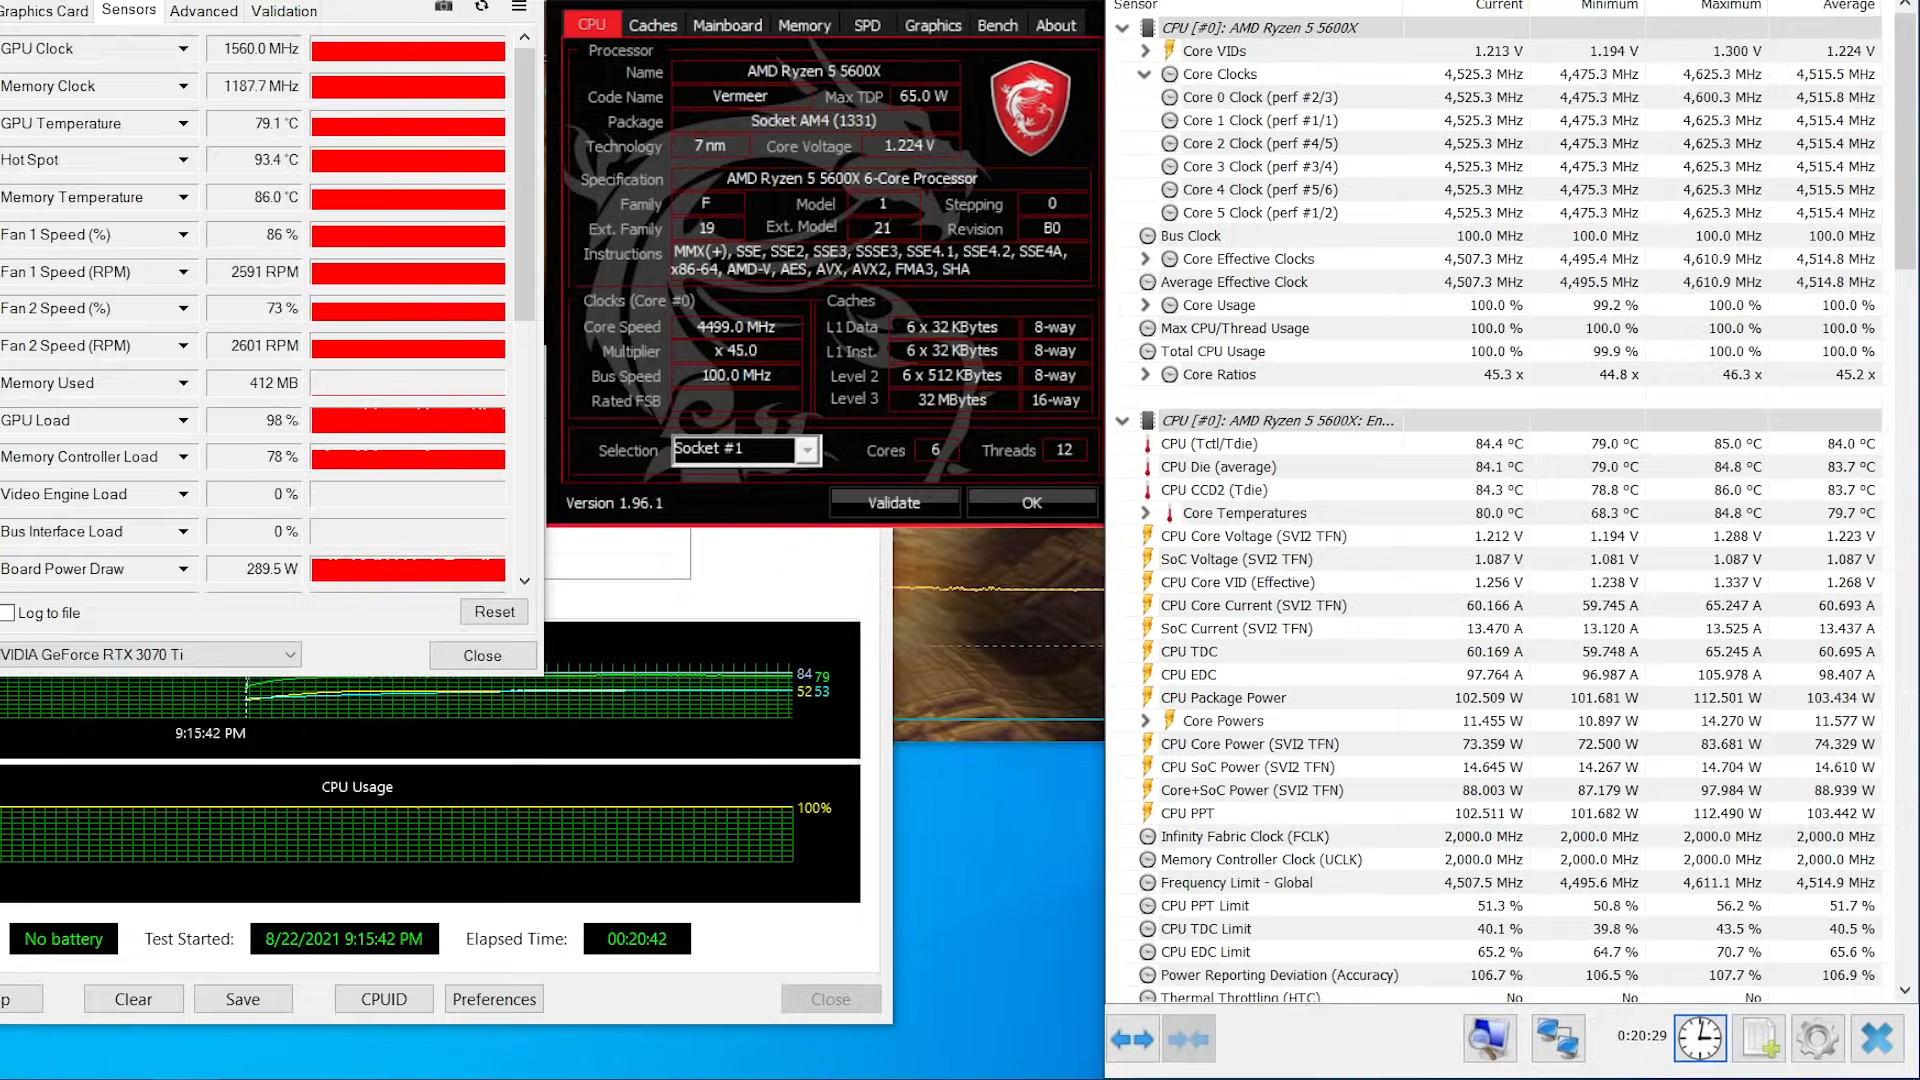 Graphics Card Sensors Advanced Validation
GPU Clock 1560.0 MHz
Memory Clock 1187.7 MHz
GPU Temperature 79.1 °C
Hot Spot 93.4 °C
Memory Temperature 86.0 °C
Fan 1 Speed (%) 86 %
Fan 1 Speed (RPM) 2591 RPM
Fan 2 Speed (%) 73 %
Fan 2 Speed (RPM) 2601 RPM
Memory Used 412 MB
GPU Load 98 %
Memory Controller Load 78 %
Video Engine Load 0 %
Bus Interface Load 0 %
Board Power Draw 289.5 W
Log to file Reset
VIDIA GeForce RTX 3070 Ti Close
84 79
52 53
9:15:42 PM
CPU Usage
100%
No battery Test Started: 8/22/2021 9:15:42 PM Elapsed Time: 00:20:42
p Clear Save CPUID Preferences Close
CPU Caches Mainboard Memory SPD Graphics Bench About
Processor
Name AMD Ryzen 5 5600X
Code Name Vermeer Max TDP 65.0 W
Package Socket AM4 (1331)
Technology 7 nm Core Voltage 1.224 V
Specification AMD Ryzen 5 5600X 6-Core Processor
Family F Model 1 Stepping 0
Ext. Family 19 Ext. Model 21 Revision B0
Instructions MMX(+), SSE, SSE2, SSE3, SSSE3, SSE4.1, SSE4.2, SSE4A,
x86-64, AMD-V, AES, AVX, AVX2, FMA3, SHA
Clocks (Core #0) Caches
Core Speed 4499.0 MHz L1 Data 6 x 32 KBytes 8-way
Multiplier x 45.0 L1 Inst. 6 x 32 KBytes 8-way
Bus Speed 100.0 MHz Level 2 6 x 512 KBytes 8-way
Rated FSB Level 3 32 MBytes 16-way
Selection Socket #1 Cores 6 Threads 12
Version 1.96.1 Validate OK
Sensor Current Minimum Maximum Average
CPU [#0]: AMD Ryzen 5 5600X
Core VIDs 1.213 V 1.194 V 1.300 V 1.224 V
Core Clocks 4,525.3 MHz 4,475.3 MHz 4,625.3 MHz 4,515.5 MHz
Core 0 Clock (perf #2/3) 4,525.3 MHz 4,475.3 MHz 4,600.3 MHz 4,515.8 MHz
Core 1 Clock (perf #1/1) 4,525.3 MHz 4,475.3 MHz 4,625.3 MHz 4,515.4 MHz
Core 2 Clock (perf #4/5) 4,525.3 MHz 4,475.3 MHz 4,625.3 MHz 4,515.4 MHz
Core 3 Clock (perf #3/4) 4,525.3 MHz 4,475.3 MHz 4,625.3 MHz 4,515.4 MHz
Core 4 Clock (perf #5/6) 4,525.3 MHz 4,475.3 MHz 4,625.3 MHz 4,515.5 MHz
Core 5 Clock (perf #1/2) 4,525.3 MHz 4,475.3 MHz 4,625.3 MHz 4,515.4 MHz
Bus Clock 100.0 MHz 100.0 MHz 100.0 MHz 100.0 MHz
Core Effective Clocks 4,507.3 MHz 4,495.4 MHz 4,610.9 MHz 4,514.8 MHz
Average Effective Clock 4,507.3 MHz 4,495.5 MHz 4,610.9 MHz 4,514.8 MHz
Core Usage 100.0 % 99.2 % 100.0 % 100.0 %
Max CPU/Thread Usage 100.0 % 100.0 % 100.0 % 100.0 %
Total CPU Usage 100.0 % 99.9 % 100.0 % 100.0 %
Core Ratios 45.3 x 44.8 x 46.3 x 45.2 x
CPU [#0]: AMD Ryzen 5 5600X: En...
CPU (Tctl/Tdie) 84.4 °C 79.0 °C 85.0 °C 84.0 °C
CPU Die (average) 84.1 °C 79.0 °C 84.8 °C 83.7 °C
CPU CCD2 (Tdie) 84.3 °C 78.8 °C 86.0 °C 83.7 °C
Core Temperatures 80.0 °C 68.3 °C 84.8 °C 79.7 °C
CPU Core Voltage (SVI2 TFN) 1.212 V 1.194 V 1.288 V 1.223 V
SoC Voltage (SVI2 TFN) 1.087 V 1.081 V 1.087 V 1.087 V
CPU Core VID (Effective) 1.256 V 1.238 V 1.337 V 1.268 V
CPU Core Current (SVI2 TFN) 60.166 A 59.745 A 65.247 A 60.693 A
SoC Current (SVI2 TFN) 13.470 A 13.120 A 13.525 A 13.437 A
CPU TDC 60.169 A 59.748 A 65.245 A 60.695 A
CPU EDC 97.764 A 96.987 A 105.978 A 98.407 A
CPU Package Power 102.509 W 101.681 W 112.501 W 103.434 W
Core Powers 11.455 W 10.897 W 14.270 W 11.577 W
CPU Core Power (SVI2 TFN) 73.359 W 72.500 W 83.681 W 74.329 W
CPU SoC Power (SVI2 TFN) 14.645 W 14.267 W 14.704 W 14.610 W
Core+SoC Power (SVI2 TFN) 88.003 W 87.179 W 97.984 W 88.939 W
CPU PPT 102.511 W 101.682 W 112.490 W 103.442 W
Infinity Fabric Clock (FCLK) 2,000.0 MHz 2,000.0 MHz 2,000.0 MHz 2,000.0 MHz
Memory Controller Clock (UCLK) 2,000.0 MHz 2,000.0 MHz 2,000.0 MHz 2,000.0 MHz
Frequency Limit - Global 4,507.5 MHz 4,495.6 MHz 4,611.1 MHz 4,514.9 MHz
CPU PPT Limit 51.3 % 50.8 % 56.2 % 51.7 %
CPU TDC Limit 40.1 % 39.8 % 43.5 % 40.5 %
CPU EDC Limit 65.2 % 64.7 % 70.7 % 65.6 %
Power Reporting Deviation (Accuracy) 106.7 % 106.5 % 107.7 % 106.9 %
Thermal Throttling (HTC) No No No
0:20:29